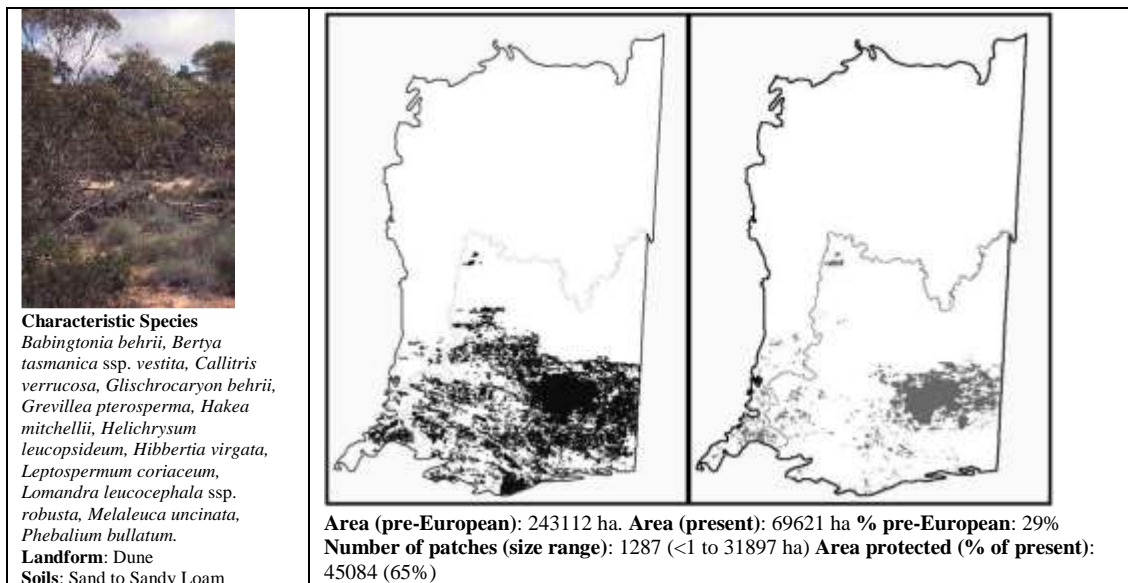 Characteristic Species
Babingtonia behrii, Bertya
tasmanica ssp. vestita, Callitris
verrucosa, Glischrocaryon behrii,
Grevillea pterosperma, Hakea
mitchellii, Helichrysum
leucopsideum, Hibbertia virgata,
Leptospermum coriaceum,
Lomandra leucocephala ssp.
robusta, Melaleuca uncinata,
Phebalium bullatum.
Landform: Dune
Soils: Sand to Sandy Loam
Area (pre-European): 243112 ha. Area (present): 69621 ha % pre-European: 29%
Number of patches (size range): 1287 (<1 to 31897 ha) Area protected (% of present):
45084 (65%)